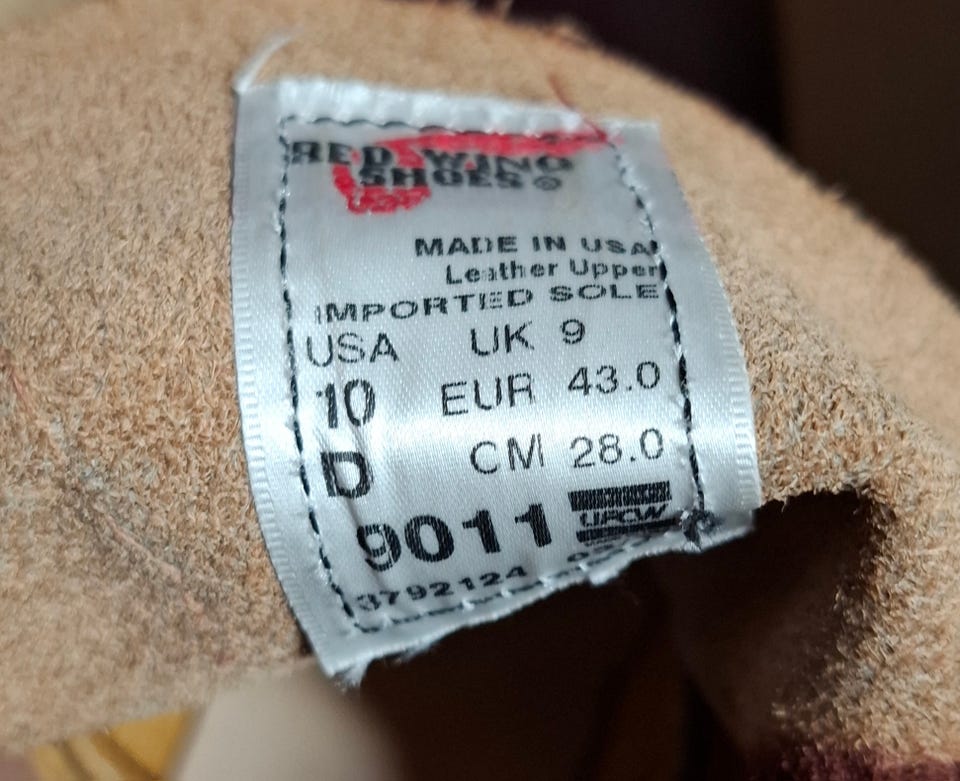 RED WING
SHOES®
MADE IN USA
Leather Upper
IMPORTED SOLE
USA UK 9
10 EUR 43.0
D CM 28.0
9011 UFCW
3792124